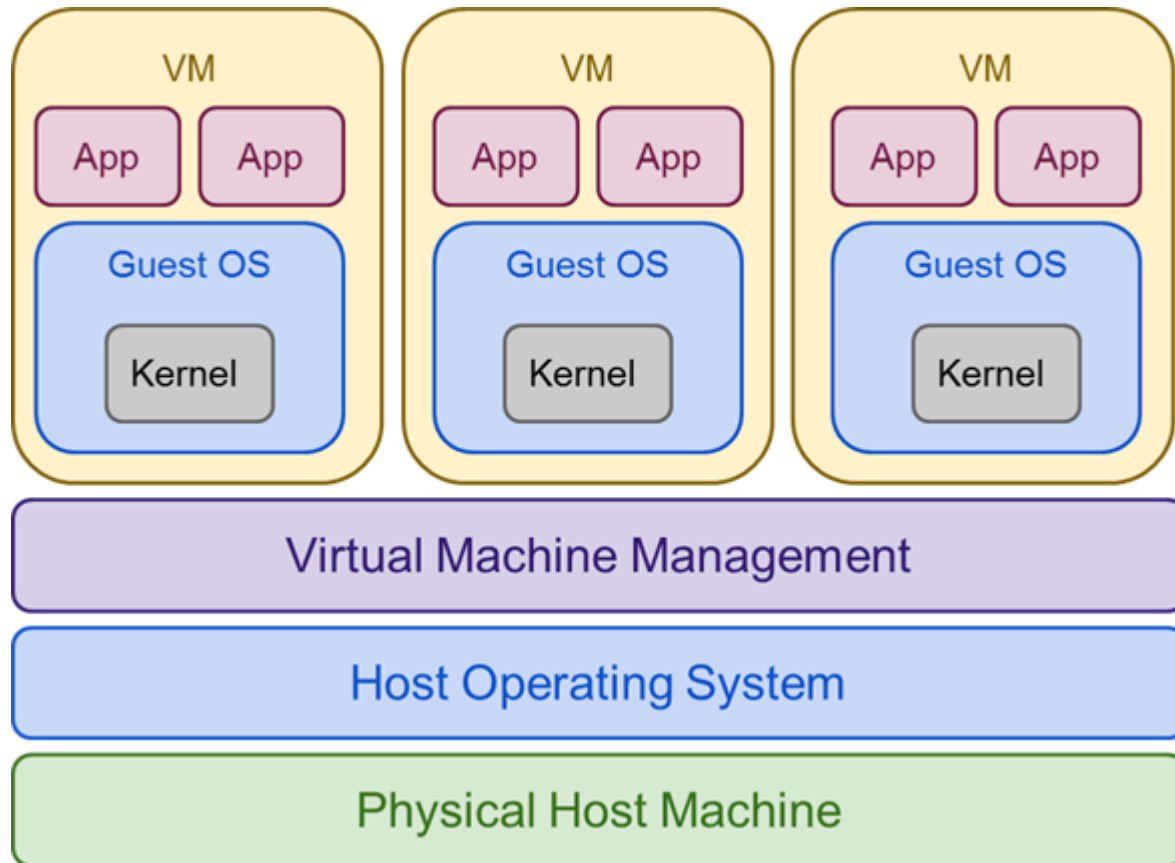 VM
App
App
Guest OS
Kernel
VM
App
App
Guest OS
Kernel
VM
App
App
Guest OS
Kernel
Virtual Machine Management
Host Operating System
Physical Host Machine